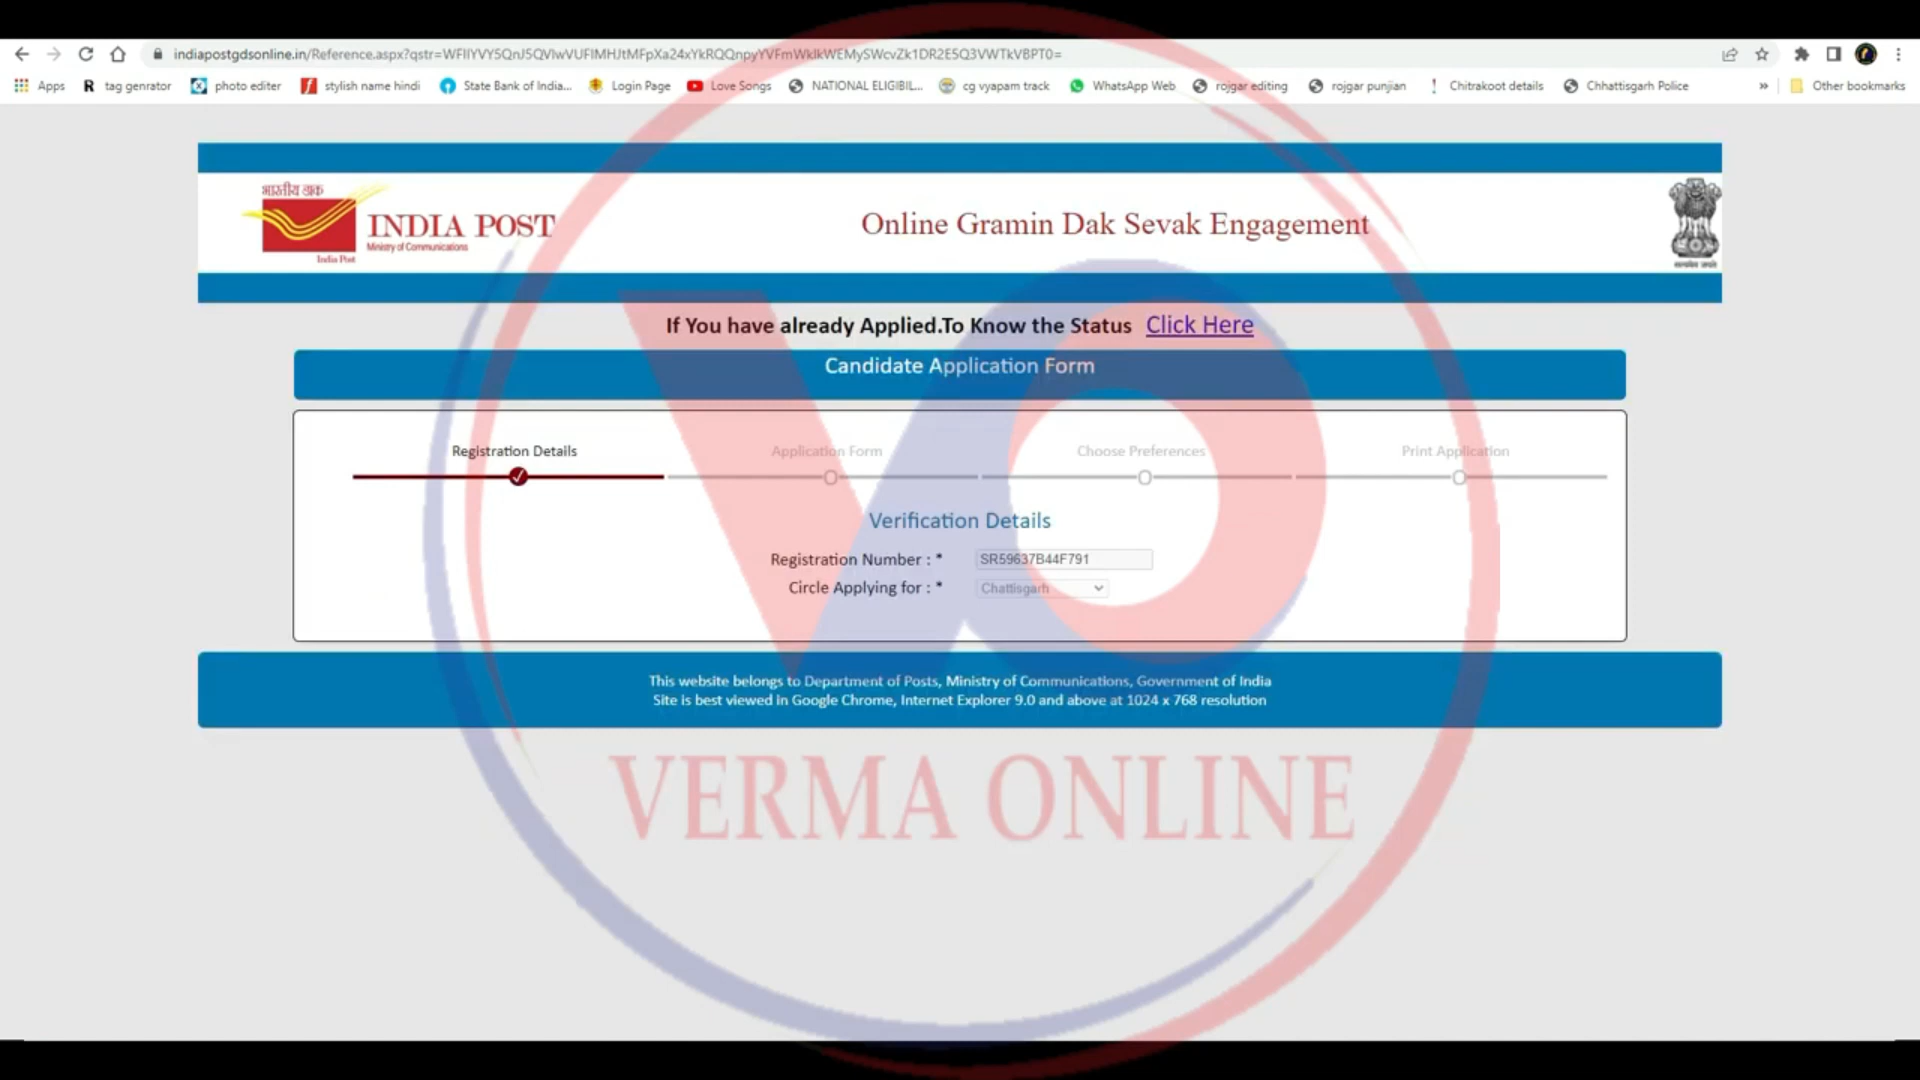 indiapostgdsonline.in/Reference.aspx?qstr=WFlIYVY5QnJ5QVlwVUFIMHJtMFpXa24xYkRQQnpyYVFmWklkWEMySWcvZk1DR2E5Q3VWTkVBPT0=
Apps R tag genrator photo editer stylish name hindi State Bank of India... Login Page Love Songs NATIONAL ELIGIBIL... cg vyapam track WhatsApp Web rojgar editing rojgar punjian Chitrakoot details Chhattisgarh Police » Other bookmarks
भारतीय डाक
INDIA POST
Ministry of Communications
India Post
Online Gramin Dak Sevak Engagement
सत्यमेव जयते
If You have already Applied.To Know the Status Click Here
Candidate Application Form
Registration Details Application Form Choose Preferences Print Application
Verification Details
Registration Number : * SR59637B44F791
Circle Applying for : * Chattisgarh
This website belongs to Department of Posts, Ministry of Communications, Government of India
Site is best viewed in Google Chrome, Internet Explorer 9.0 and above at 1024 x 768 resolution
VO
VERMA ONLINE